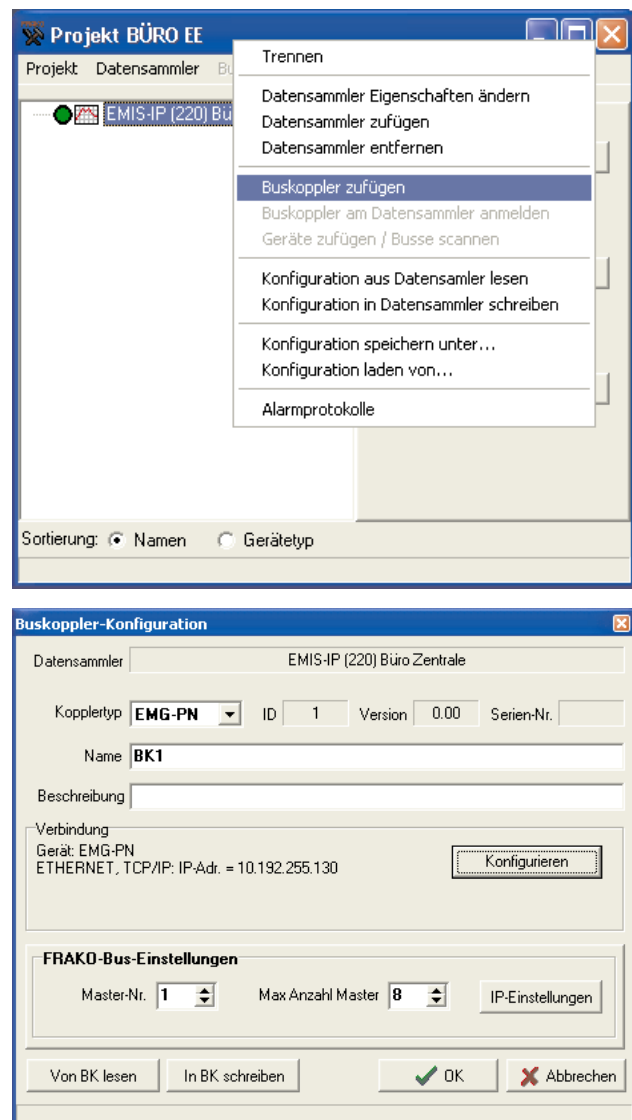 Projekt BÜRO EE
Projekt Datensammler Bu
EMIS-IP (220) Bü
Trennen
Datensammler Eigenschaften ändern
Datensammler zufügen
Datensammler entfernen
Buskoppler zufügen
Buskoppler am Datensammler anmelden
Geräte zufügen / Busse scannen
Konfiguration aus Datensamler lesen
Konfiguration in Datensammler schreiben
Konfiguration speichern unter...
Konfiguration laden von...
Alarmprotokolle
Sortierung: Namen Gerätetyp
Buskoppler-Konfiguration
Datensammler EMIS-IP (220) Büro Zentrale
Kopplertyp EMG-PN ID 1 Version 0.00 Serien-Nr.
Name BK1
Beschreibung
Verbindung
Gerät: EMG-PN
ETHERNET, TCP/IP: IP-Adr. = 10.192.255.130
Konfigurieren
FRAKO-Bus-Einstellungen
Master-Nr. 1 Max Anzahl Master 8 IP-Einstellungen
Von BK lesen In BK schreiben OK Abbrechen